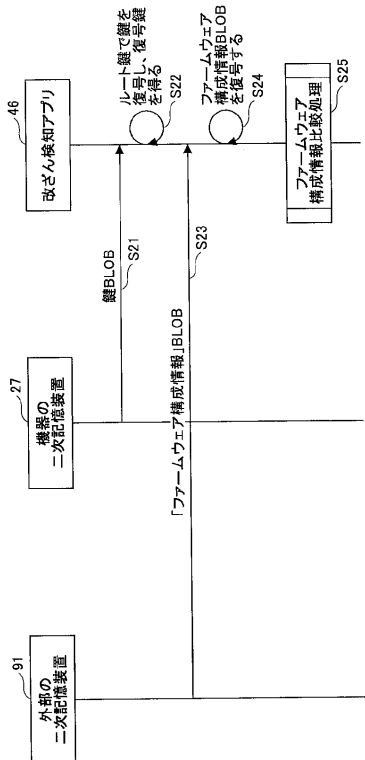 91
外部の
二次記憶装置
27
機器の
二次記憶装置
46
改ざん検知アプリ
鍵BLOB
S21
ルート鍵で鍵を
復号し、復号鍵
を得る
S22
「ファームウェア構成情報」BLOB
S23
ファームウェア
構成情報BLOB
を復号する
S24
ファームウェア
構成情報比較処理
S25